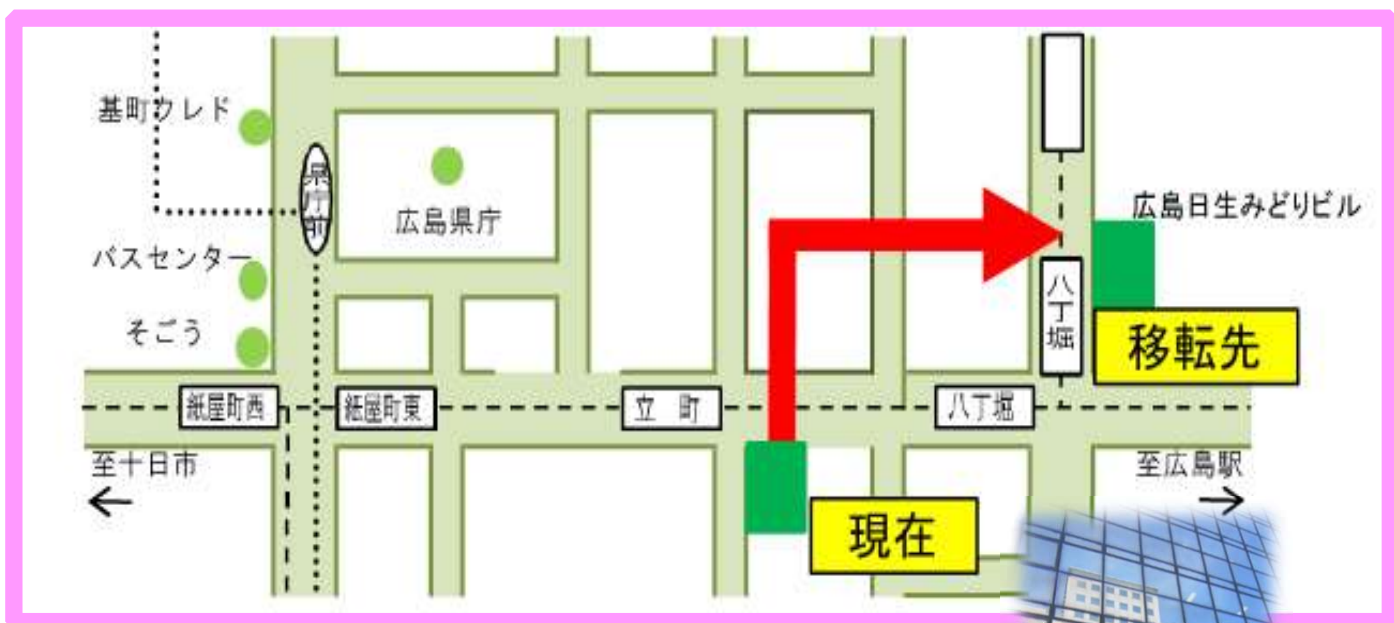 基町クレド
県庁前
広島県庁
広島日生みどりビル
バスセンター
八丁堀
そごう
移転先
紙屋町西
紙屋町東
立町
八丁堀
至十日市
至広島駅
現在